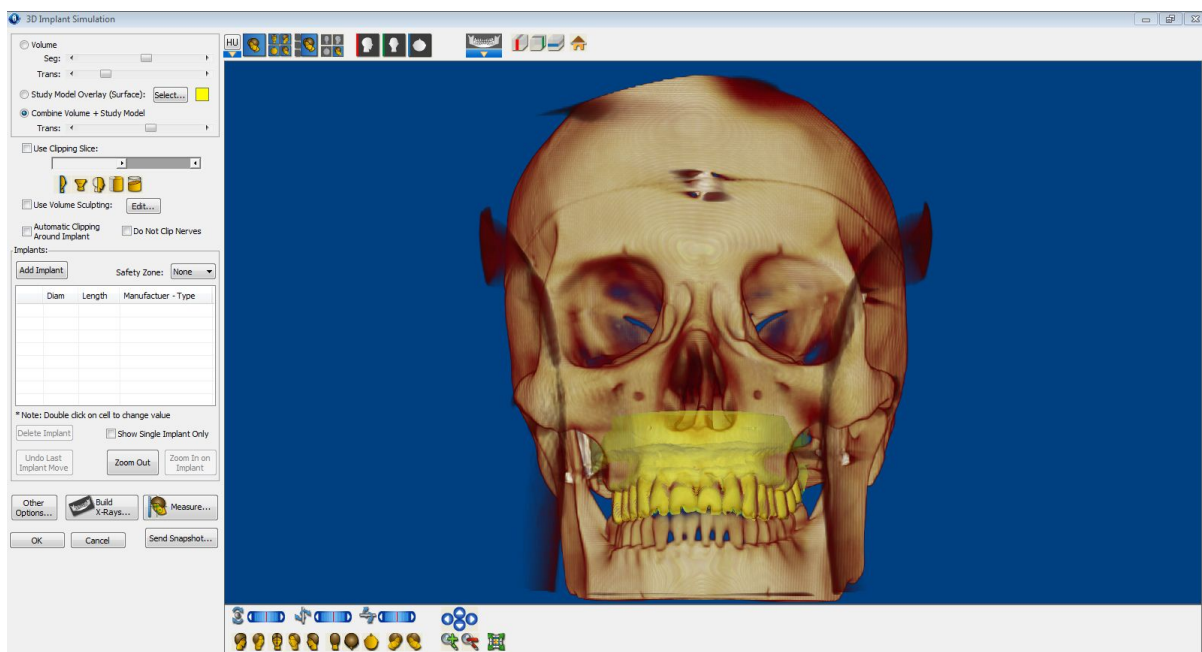 3D Implant Simulation
Volume
Seg:
Trans:
Study Model Overlay (Surface): Select...
Combine Volume + Study Model
Trans:
Use Clipping Slice:
Use Volume Sculpting: Edit...
Automatic Clipping
Around Implant
Do Not Clip Nerves
Implants:
Add Implant Safety Zone: None
Diam Length Manufactuer - Type
* Note: Double click on cell to change value
Delete Implant Show Single Implant Only
Undo Last
Implant Move
Zoom Out
Zoom In on
Implant
Other
Options...
Build
X-Rays...
Measure...
OK Cancel Send Snapshot...
HU